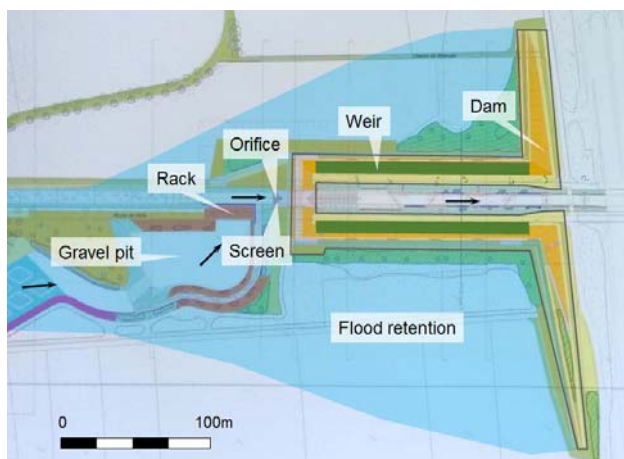 Dam
Weir
Orifice
Rack
Gravel pit
Screen
Flood retention
0 100m